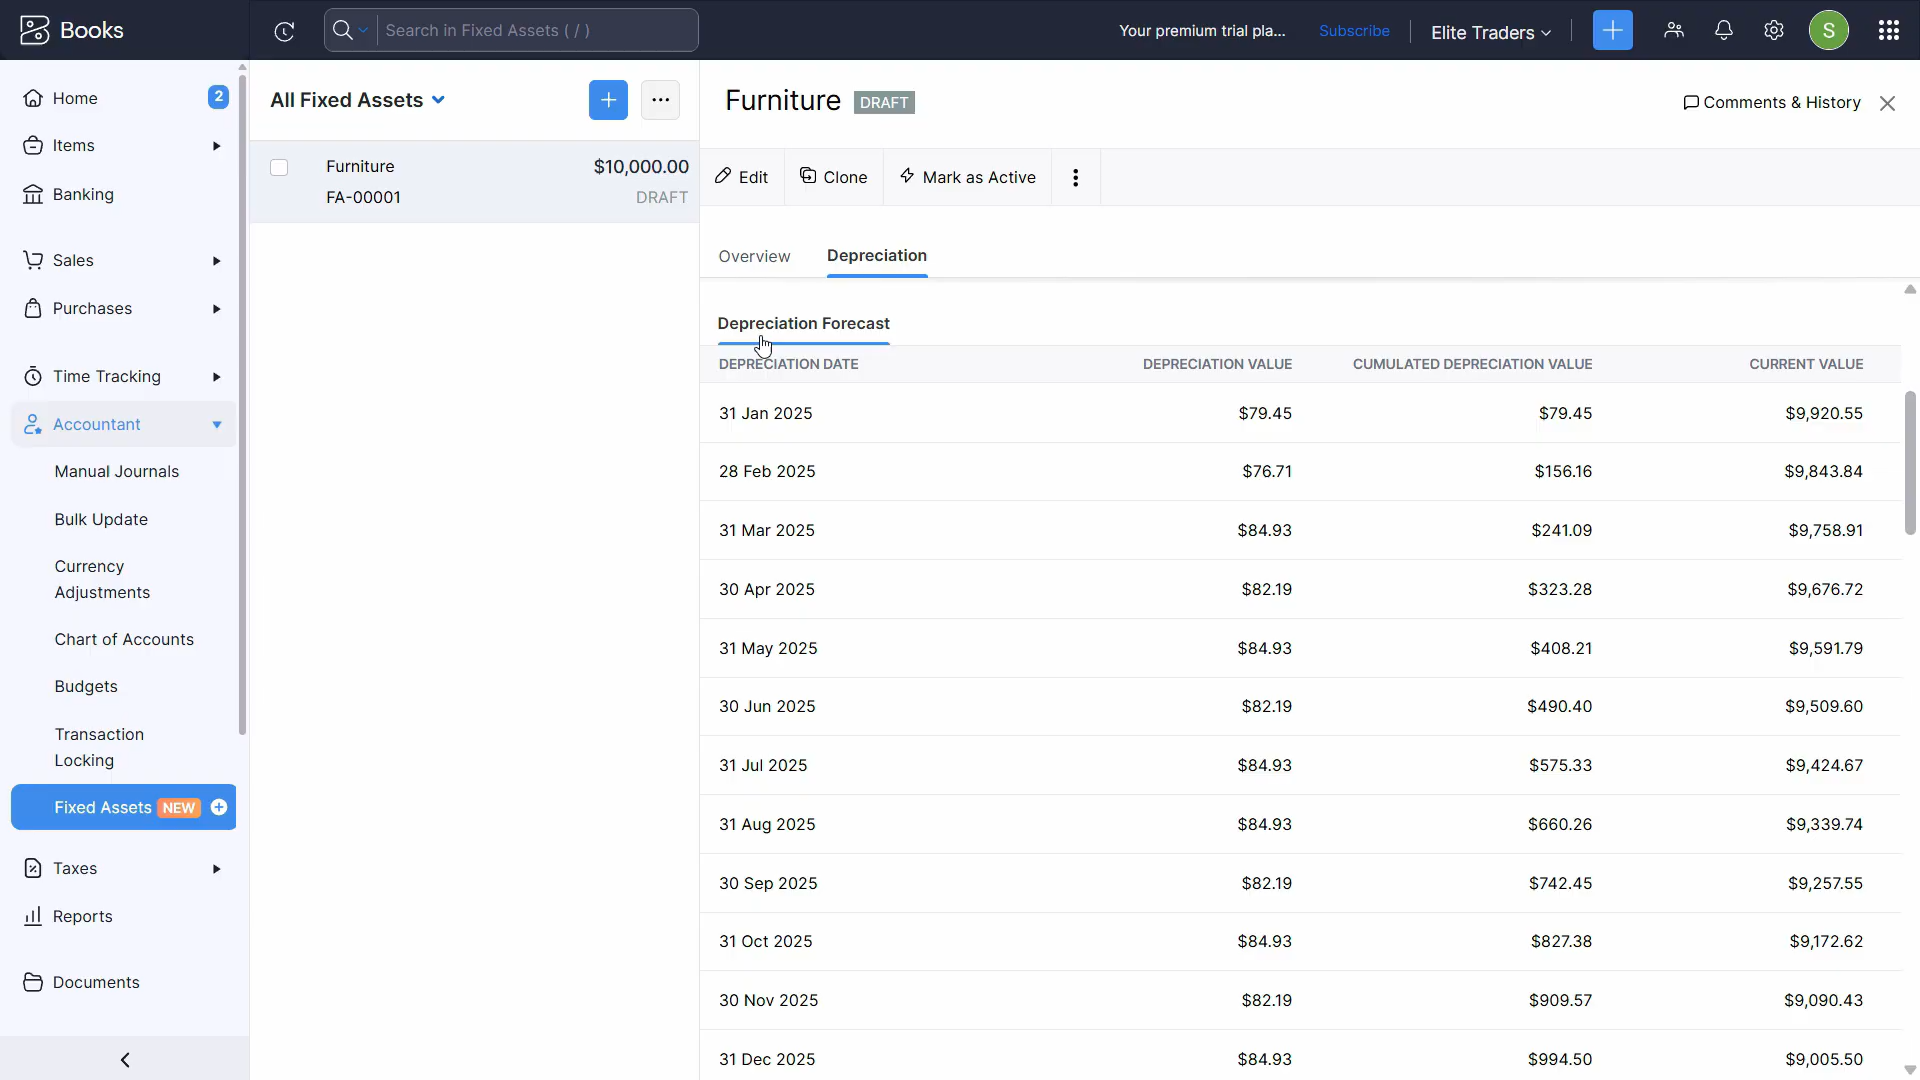 Books
Search in Fixed Assets ( / )
Your premium trial pla...
Subscribe
Elite Traders
S
Home
2
Items
Banking
Sales
Purchases
Time Tracking
Accountant
Manual Journals
Bulk Update
Currency
Adjustments
Chart of Accounts
Budgets
Transaction
Locking
Fixed Assets NEW
Taxes
Reports
Documents
All Fixed Assets
Furniture $10,000.00
FA-00001 DRAFT
Furniture DRAFT
Comments & History
Edit
Clone
Mark as Active
Overview
Depreciation
Depreciation Forecast
DEPRECIATION DATE DEPRECIATION VALUE CUMULATED DEPRECIATION VALUE CURRENT VALUE
31 Jan 2025 $79.45 $79.45 $9,920.55
28 Feb 2025 $76.71 $156.16 $9,843.84
31 Mar 2025 $84.93 $241.09 $9,758.91
30 Apr 2025 $82.19 $323.28 $9,676.72
31 May 2025 $84.93 $408.21 $9,591.79
30 Jun 2025 $82.19 $490.40 $9,509.60
31 Jul 2025 $84.93 $575.33 $9,424.67
31 Aug 2025 $84.93 $660.26 $9,339.74
30 Sep 2025 $82.19 $742.45 $9,257.55
31 Oct 2025 $84.93 $827.38 $9,172.62
30 Nov 2025 $82.19 $909.57 $9,090.43
31 Dec 2025 $84.93 $994.50 $9,005.50